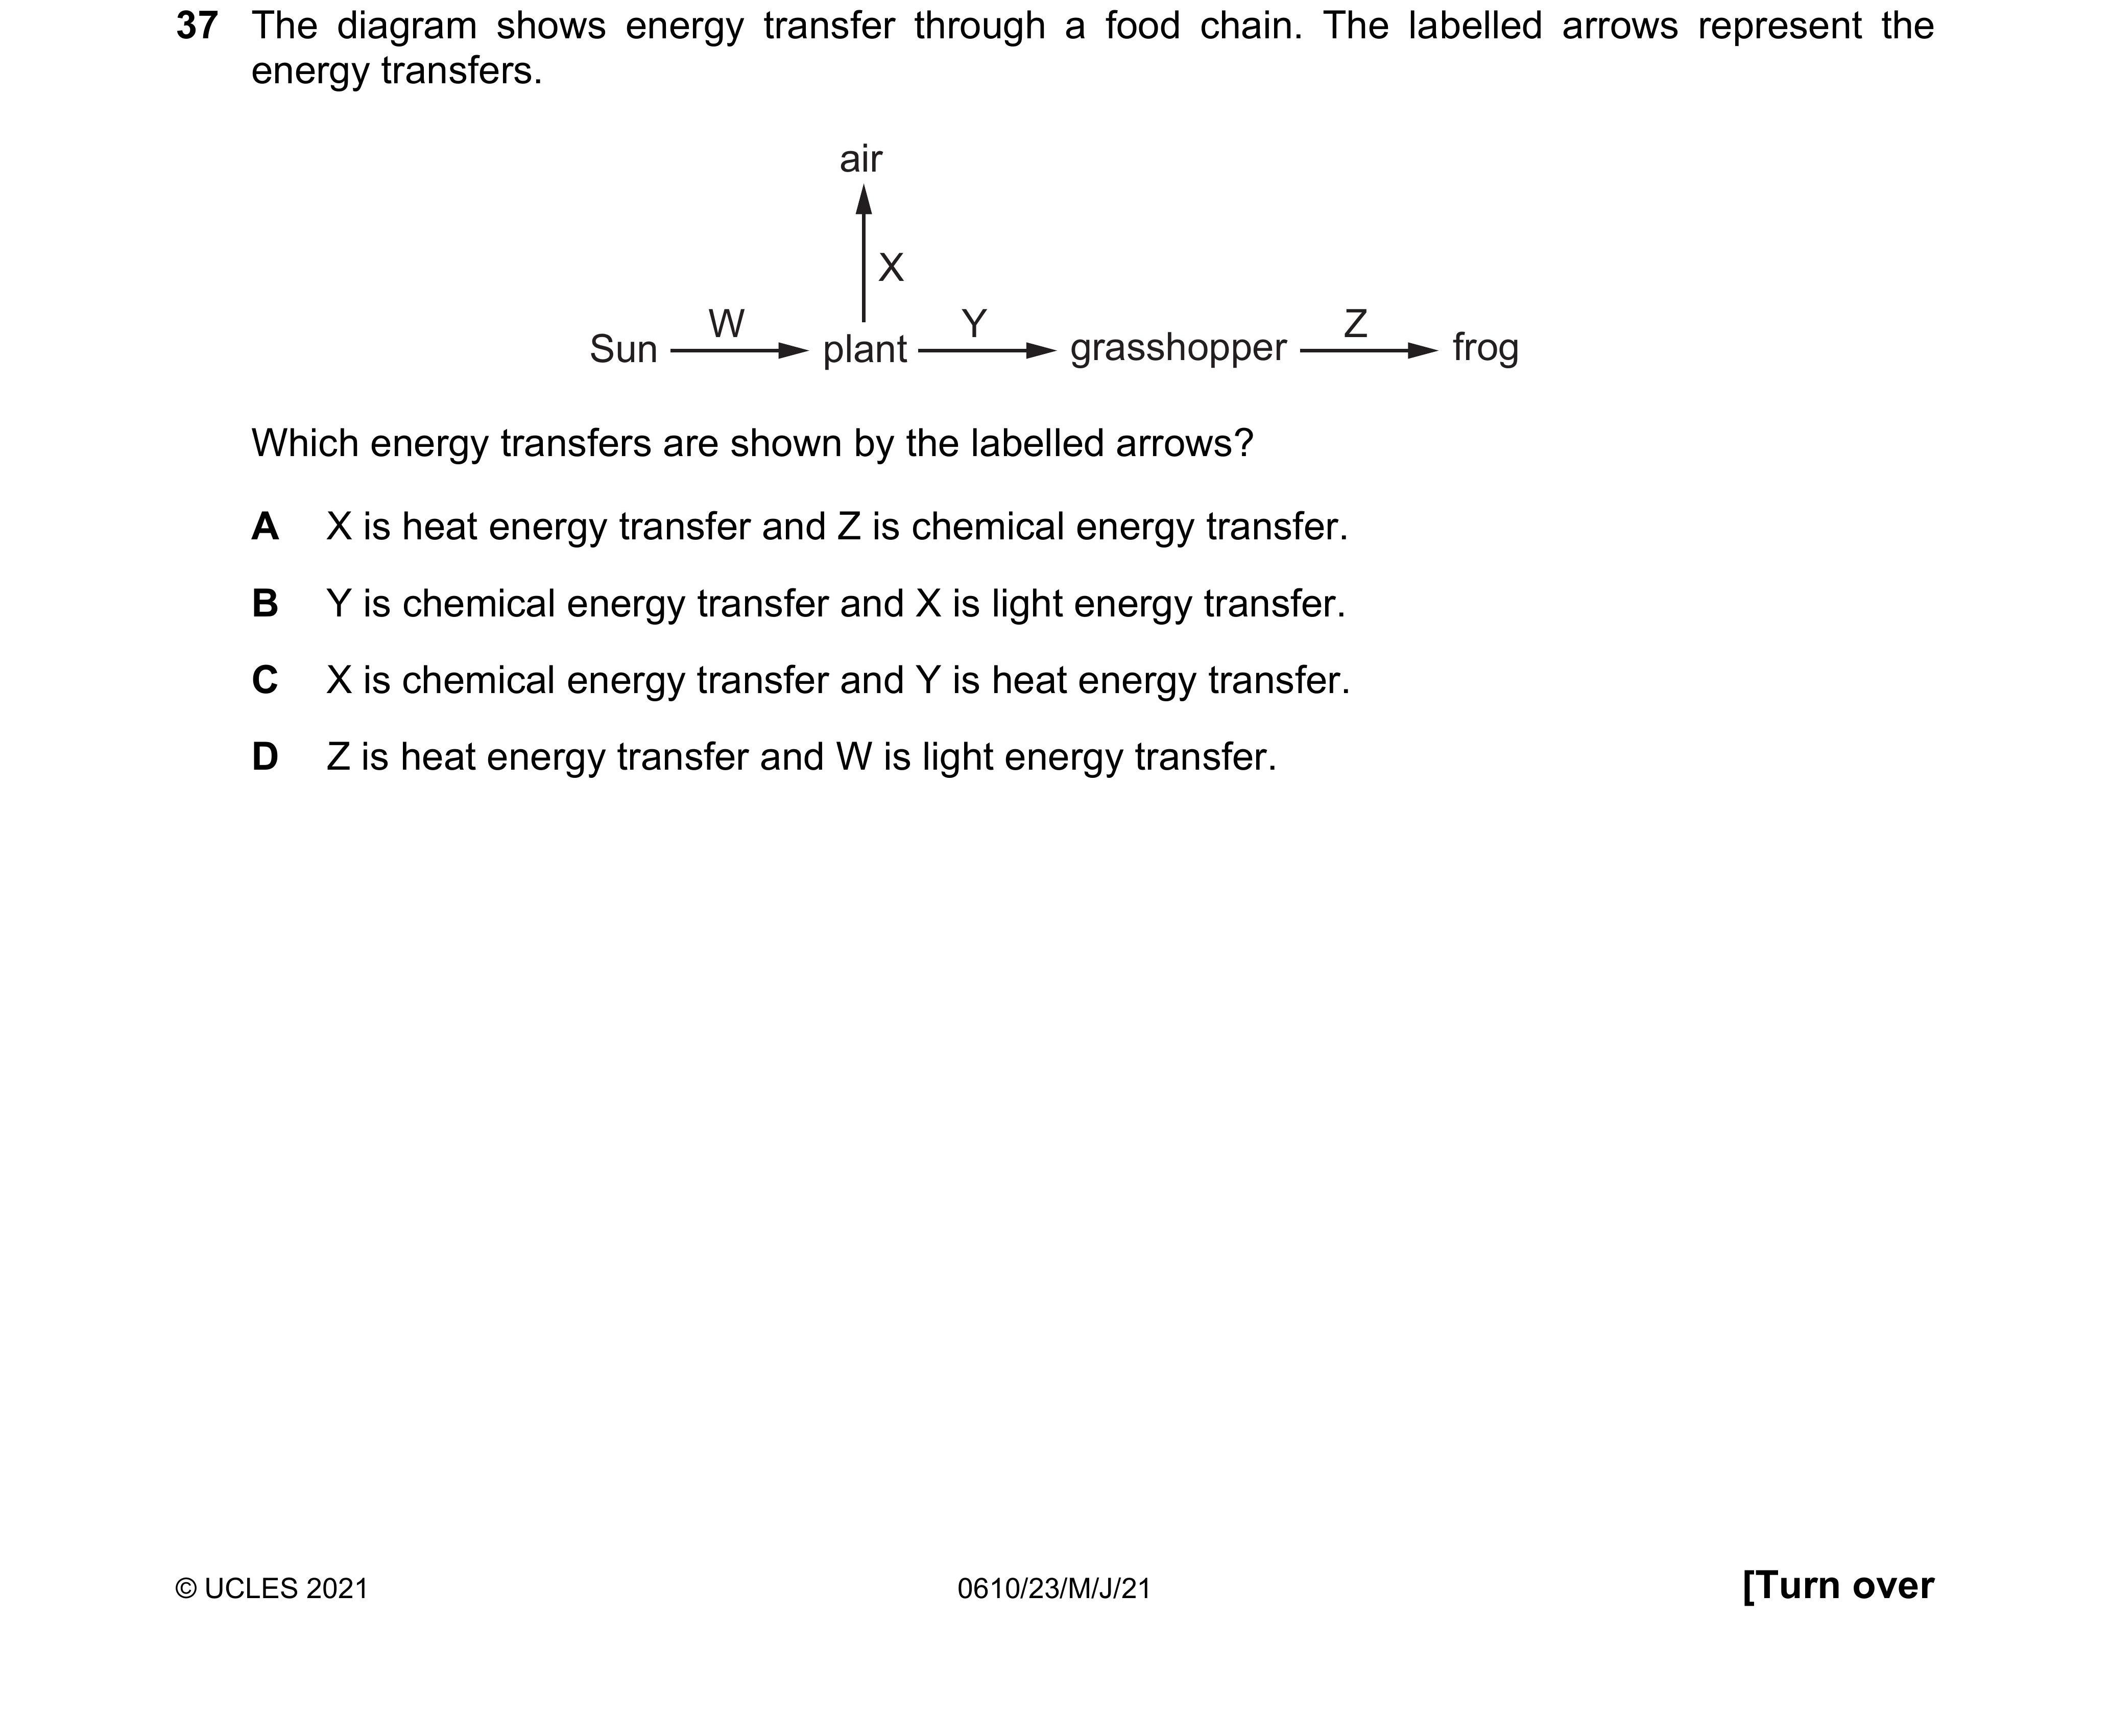 37 The diagram shows energy transfer through a food chain. The labelled arrows represent the
energy transfers.
air
X
W Y Z
Sun plant grasshopper frog
Which energy transfers are shown by the labelled arrows?
A X is heat energy transfer and Z is chemical energy transfer.
B Y is chemical energy transfer and X is light energy transfer.
C X is chemical energy transfer and Y is heat energy transfer.
D Z is heat energy transfer and W is light energy transfer.
© UCLES 2021 0610/23/M/J/21 [Turn over